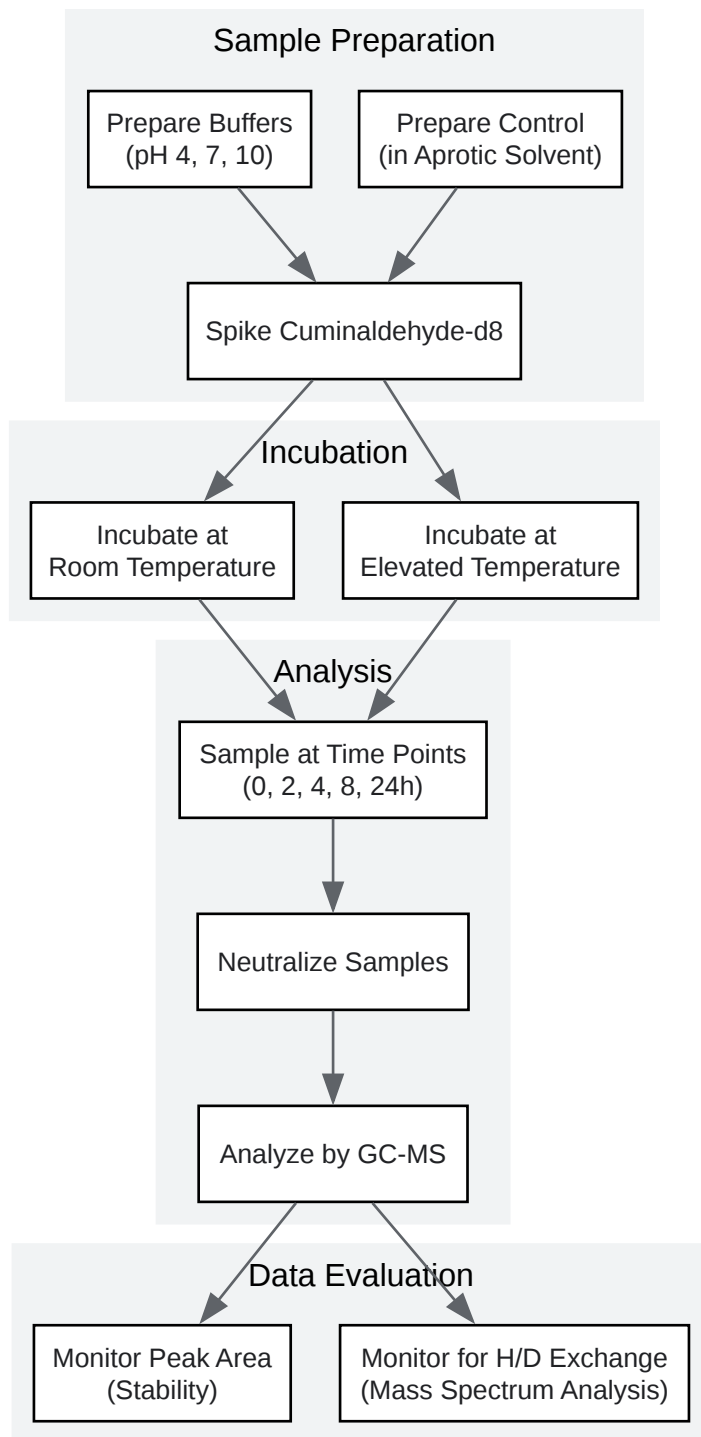 Sample Preparation
Prepare Buffers
(pH 4, 7, 10)
Prepare Control
(in Aprotic Solvent)
Spike Cuminaldehyde-d8
Incubation
Incubate at
Room Temperature
Incubate at
Elevated Temperature
Analysis
Sample at Time Points
(0, 2, 4, 8, 24h)
Neutralize Samples
Analyze by GC-MS
Data Evaluation
Monitor Peak Area
(Stability)
Monitor for H/D Exchange
(Mass Spectrum Analysis)